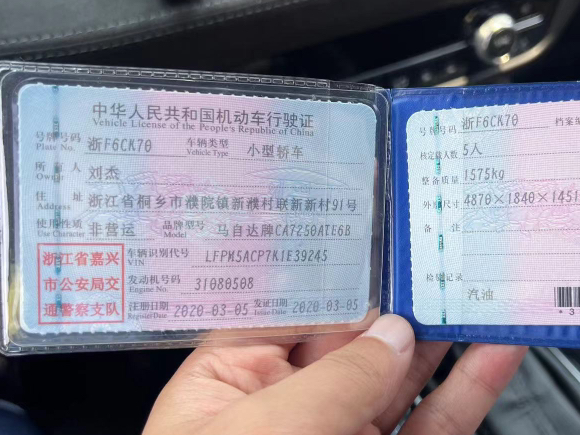 中华人民共和国机动车行驶证
Vehicle License of the People's Republic of China
号牌号码 浙F6CK70 车辆类型 小型轿车
Plate No. Vehicle Type
所有人 刘杰
Owner
住址 浙江省桐乡市濮院镇新濮村联新新村91号
Address
使用性质 非营运 品牌型号 马自达牌CA7250ATE6B
Use Character Model
浙江省嘉兴
市公安局交
通警察支队
车辆识别代号 LFPM5ACP7K1E39245
VIN
发动机号码 31080508
Engine No.
注册日期 2020-03-05 发证日期 2020-03-05
Register Date Issue Date
号牌号码 浙F6CK70 档案编
核定载人数 5人
整备质量 1575kg
外廓尺寸 4870×1840×1451
备注
检验记录
汽油